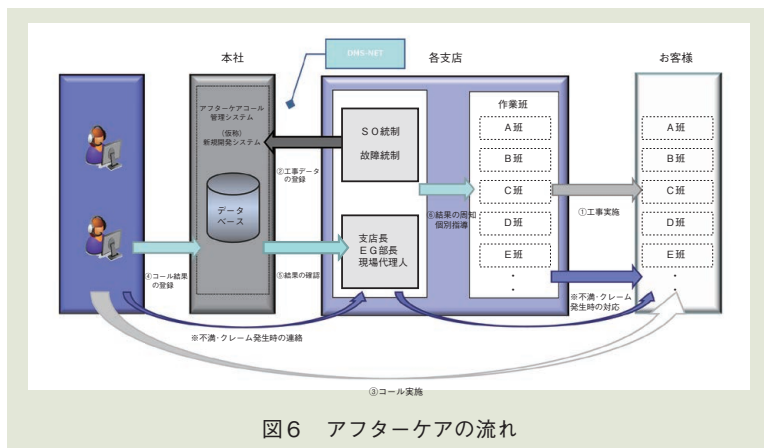 本社
DMS-NET
各支店
お客様
アフターケアコール
管理システム
(仮称)
新規開発システム
データ
ベース
②工事データ
の登録
④コール結果
の登録
⑤結果の確認
SO統制
故障統制
支店長
EG部長
現場代理人
⑥結果の周知
個別指導
作業班
A班
B班
C班
D班
E班
・
・
①工事実施
※不満・クレーム
発生時の対応
A班
B班
C班
D班
E班
・
・
※不満・クレーム発生時の連絡
③コール実施
図6 アフターケアの流れ